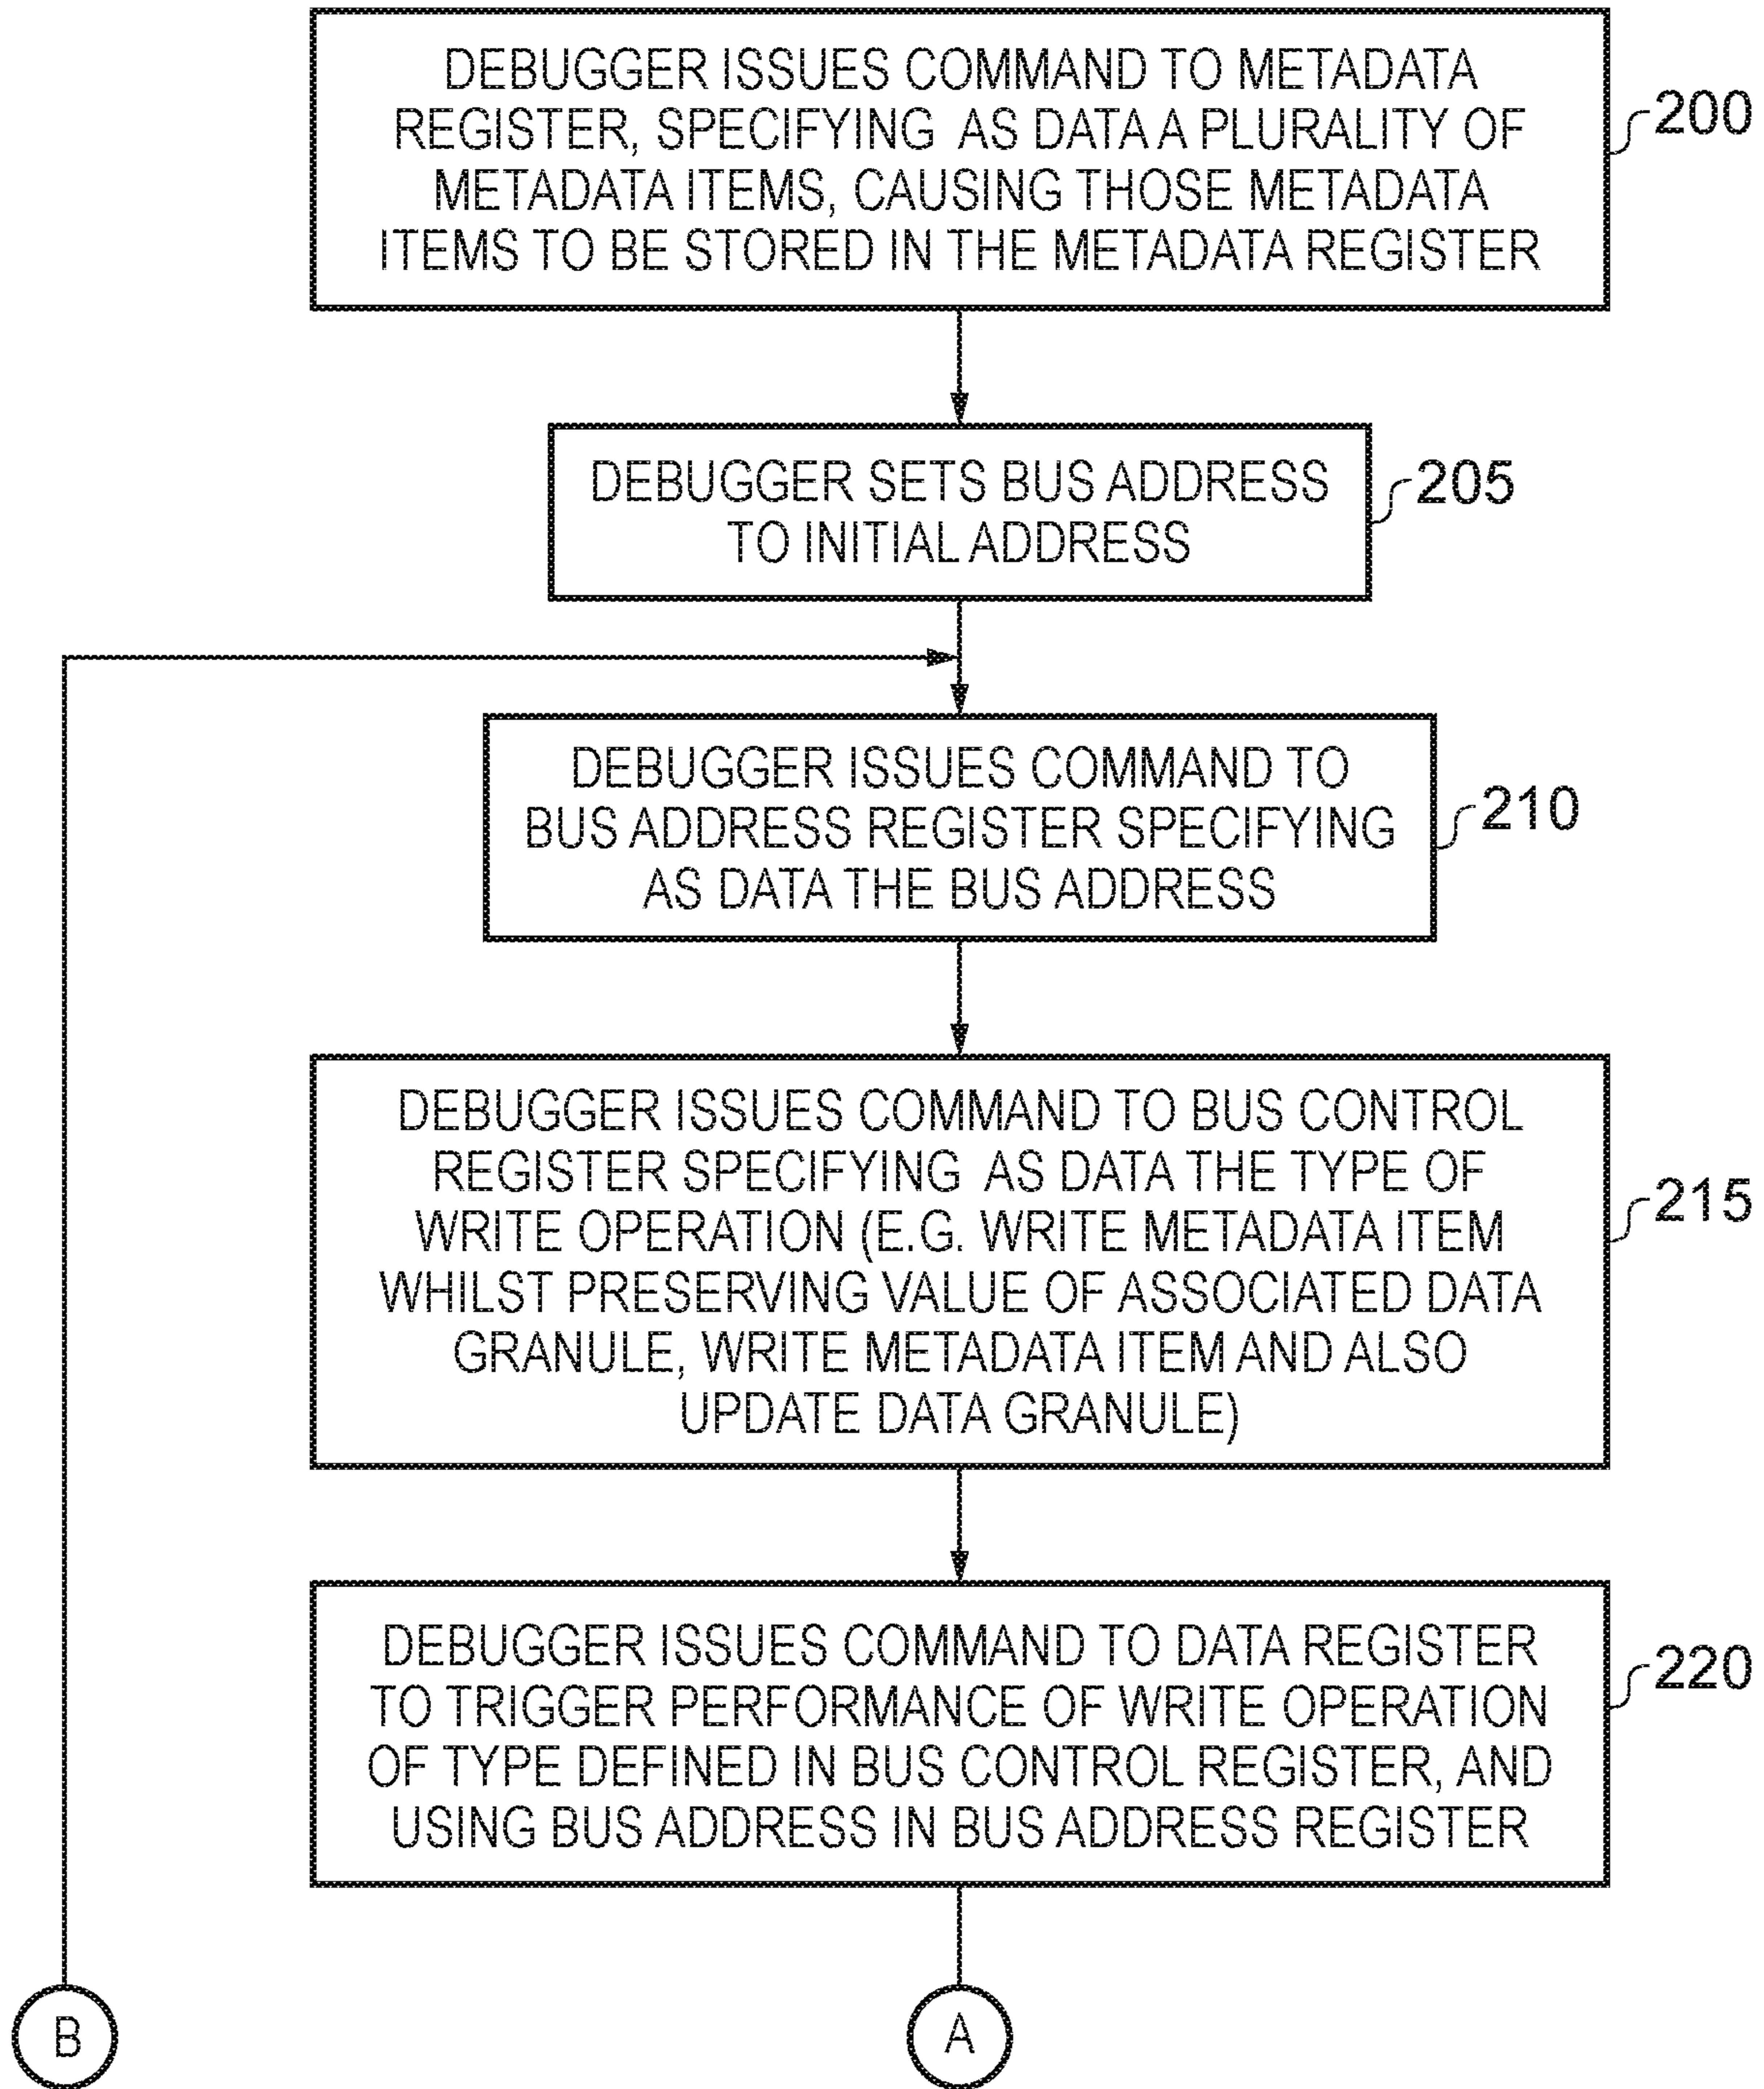 DEBUGGER ISSUES COMMAND TO METADATA
REGISTER, SPECIFYING AS DATA A PLURALITY OF
METADATA ITEMS, CAUSING THOSE METADATA
ITEMS TO BE STORED IN THE METADATA REGISTER
200
DEBUGGER SETS BUS ADDRESS
TO INITIAL ADDRESS
205
DEBUGGER ISSUES COMMAND TO
BUS ADDRESS REGISTER SPECIFYING
AS DATA THE BUS ADDRESS
210
DEBUGGER ISSUES COMMAND TO BUS CONTROL
REGISTER SPECIFYING AS DATA THE TYPE OF
WRITE OPERATION (E.G. WRITE METADATA ITEM
WHILST PRESERVING VALUE OF ASSOCIATED DATA
GRANULE, WRITE METADATA ITEM AND ALSO
UPDATE DATA GRANULE)
215
DEBUGGER ISSUES COMMAND TO DATA REGISTER
TO TRIGGER PERFORMANCE OF WRITE OPERATION
OF TYPE DEFINED IN BUS CONTROL REGISTER, AND
USING BUS ADDRESS IN BUS ADDRESS REGISTER
220
B
A